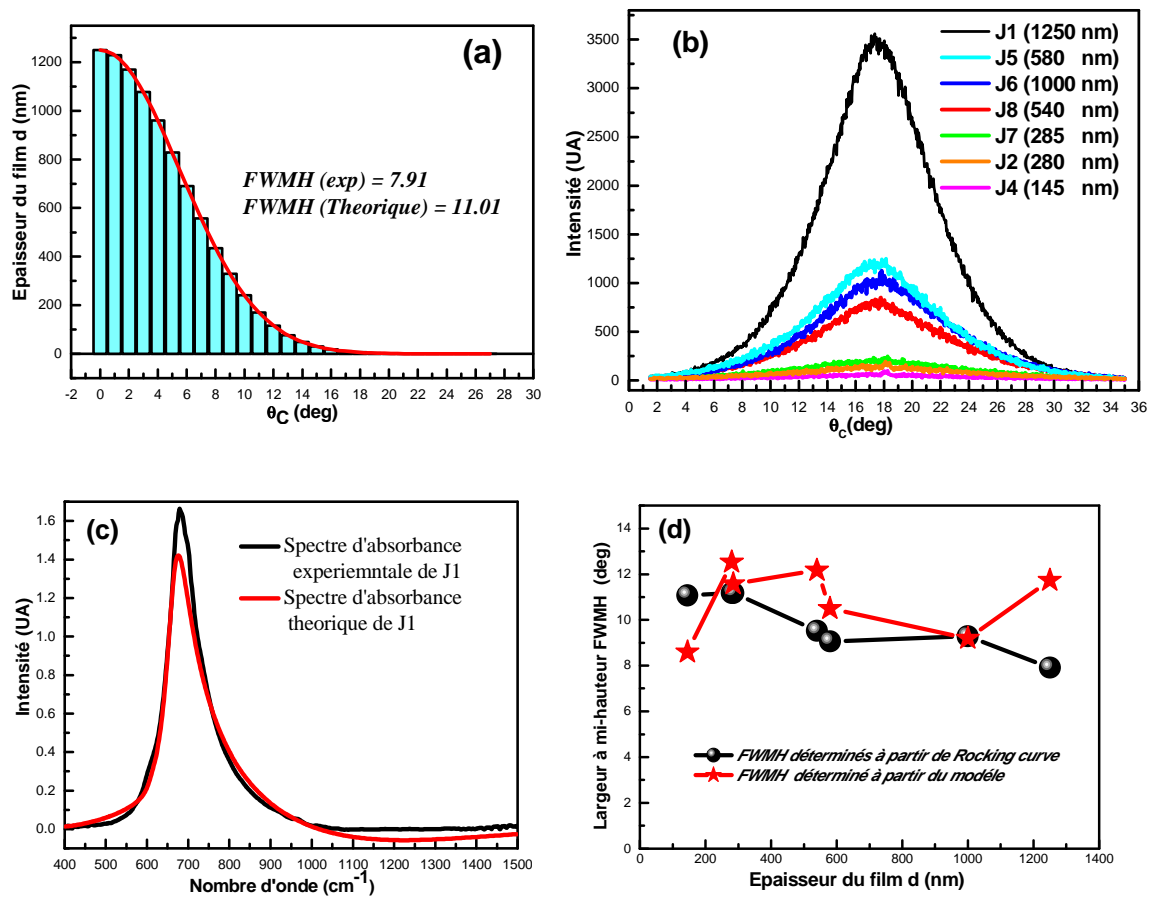 (a)
Epaisseur du film d (nm)
1200
1000
800
600
400
200
0
FWMH (exp) = 7.91
FWMH (Theorique) = 11.01
-2 0 2 4 6 8 10 12 14 16 18 20 22 24 26 28 30
θC (deg)
(b)
Intensité (UA)
3500
3000
2500
2000
1500
1000
500
0
J1 (1250 nm)
J5 (580 nm)
J6 (1000 nm)
J8 (540 nm)
J7 (285 nm)
J2 (280 nm)
J4 (145 nm)
0 2 4 6 8 10 12 14 16 18 20 22 24 26 28 30 32 34 36
θc(deg)
(c)
Intensité (UA)
1.6
1.4
1.2
1.0
0.8
0.6
0.4
0.2
0.0
Spectre d'absorbance
experiemntale de J1
Spectre d'absorbance
theorique de J1
400 500 600 700 800 900 1000 1100 1200 1300 1400 1500
Nombre d'onde (cm-1)
(d)
Largeur à mi-hauteur FWMH (deg)
14
13
12
11
10
9
8
7
6
5
4
3
2
1
0
FWMH déterminés à partir de Rocking curve
FWMH déterminé à partir du modéle
0 200 400 600 800 1000 1200 1400
Epaisseur du film d (nm)